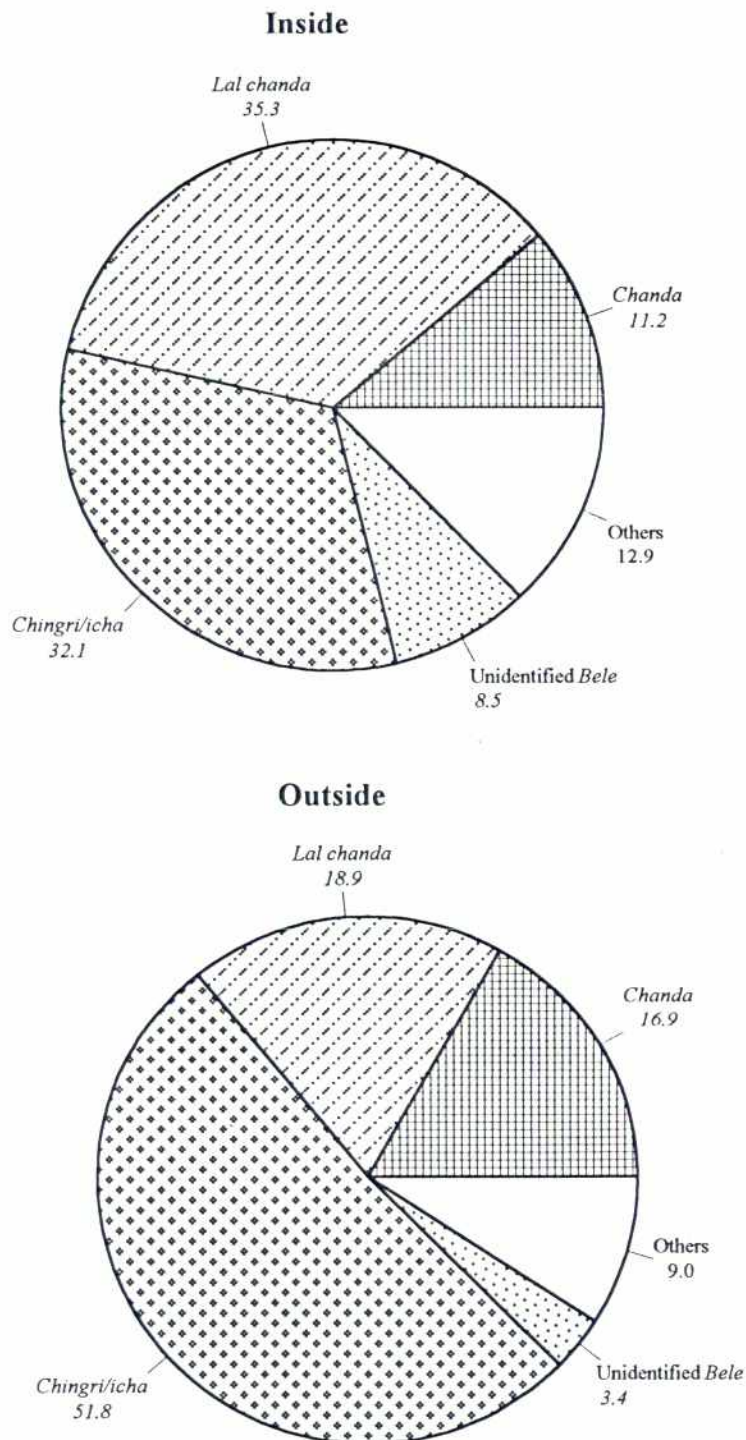 Inside
Lal chanda
35.3
Chanda
11.2
Others
12.9
Unidentified Bele
8.5
Chingri/icha
32.1
Outside
Lal chanda
18.9
Chanda
16.9
Others
9.0
Unidentified Bele
3.4
Chingri/icha
51.8